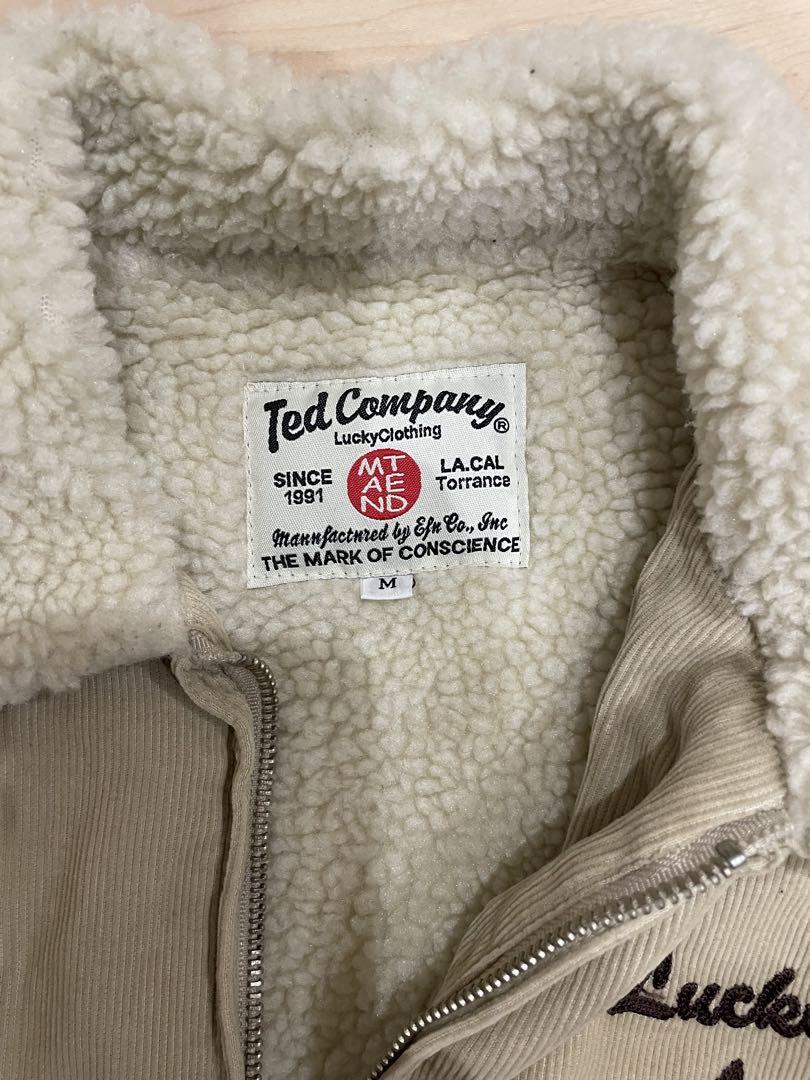 Ted Company®
LuckyClothing
SINCE
1991
MT
AE
ND
LA.CAL
Torrance
Mannfactnred by Efn Co., Inc
THE MARK OF CONSCIENCE
M
Luck